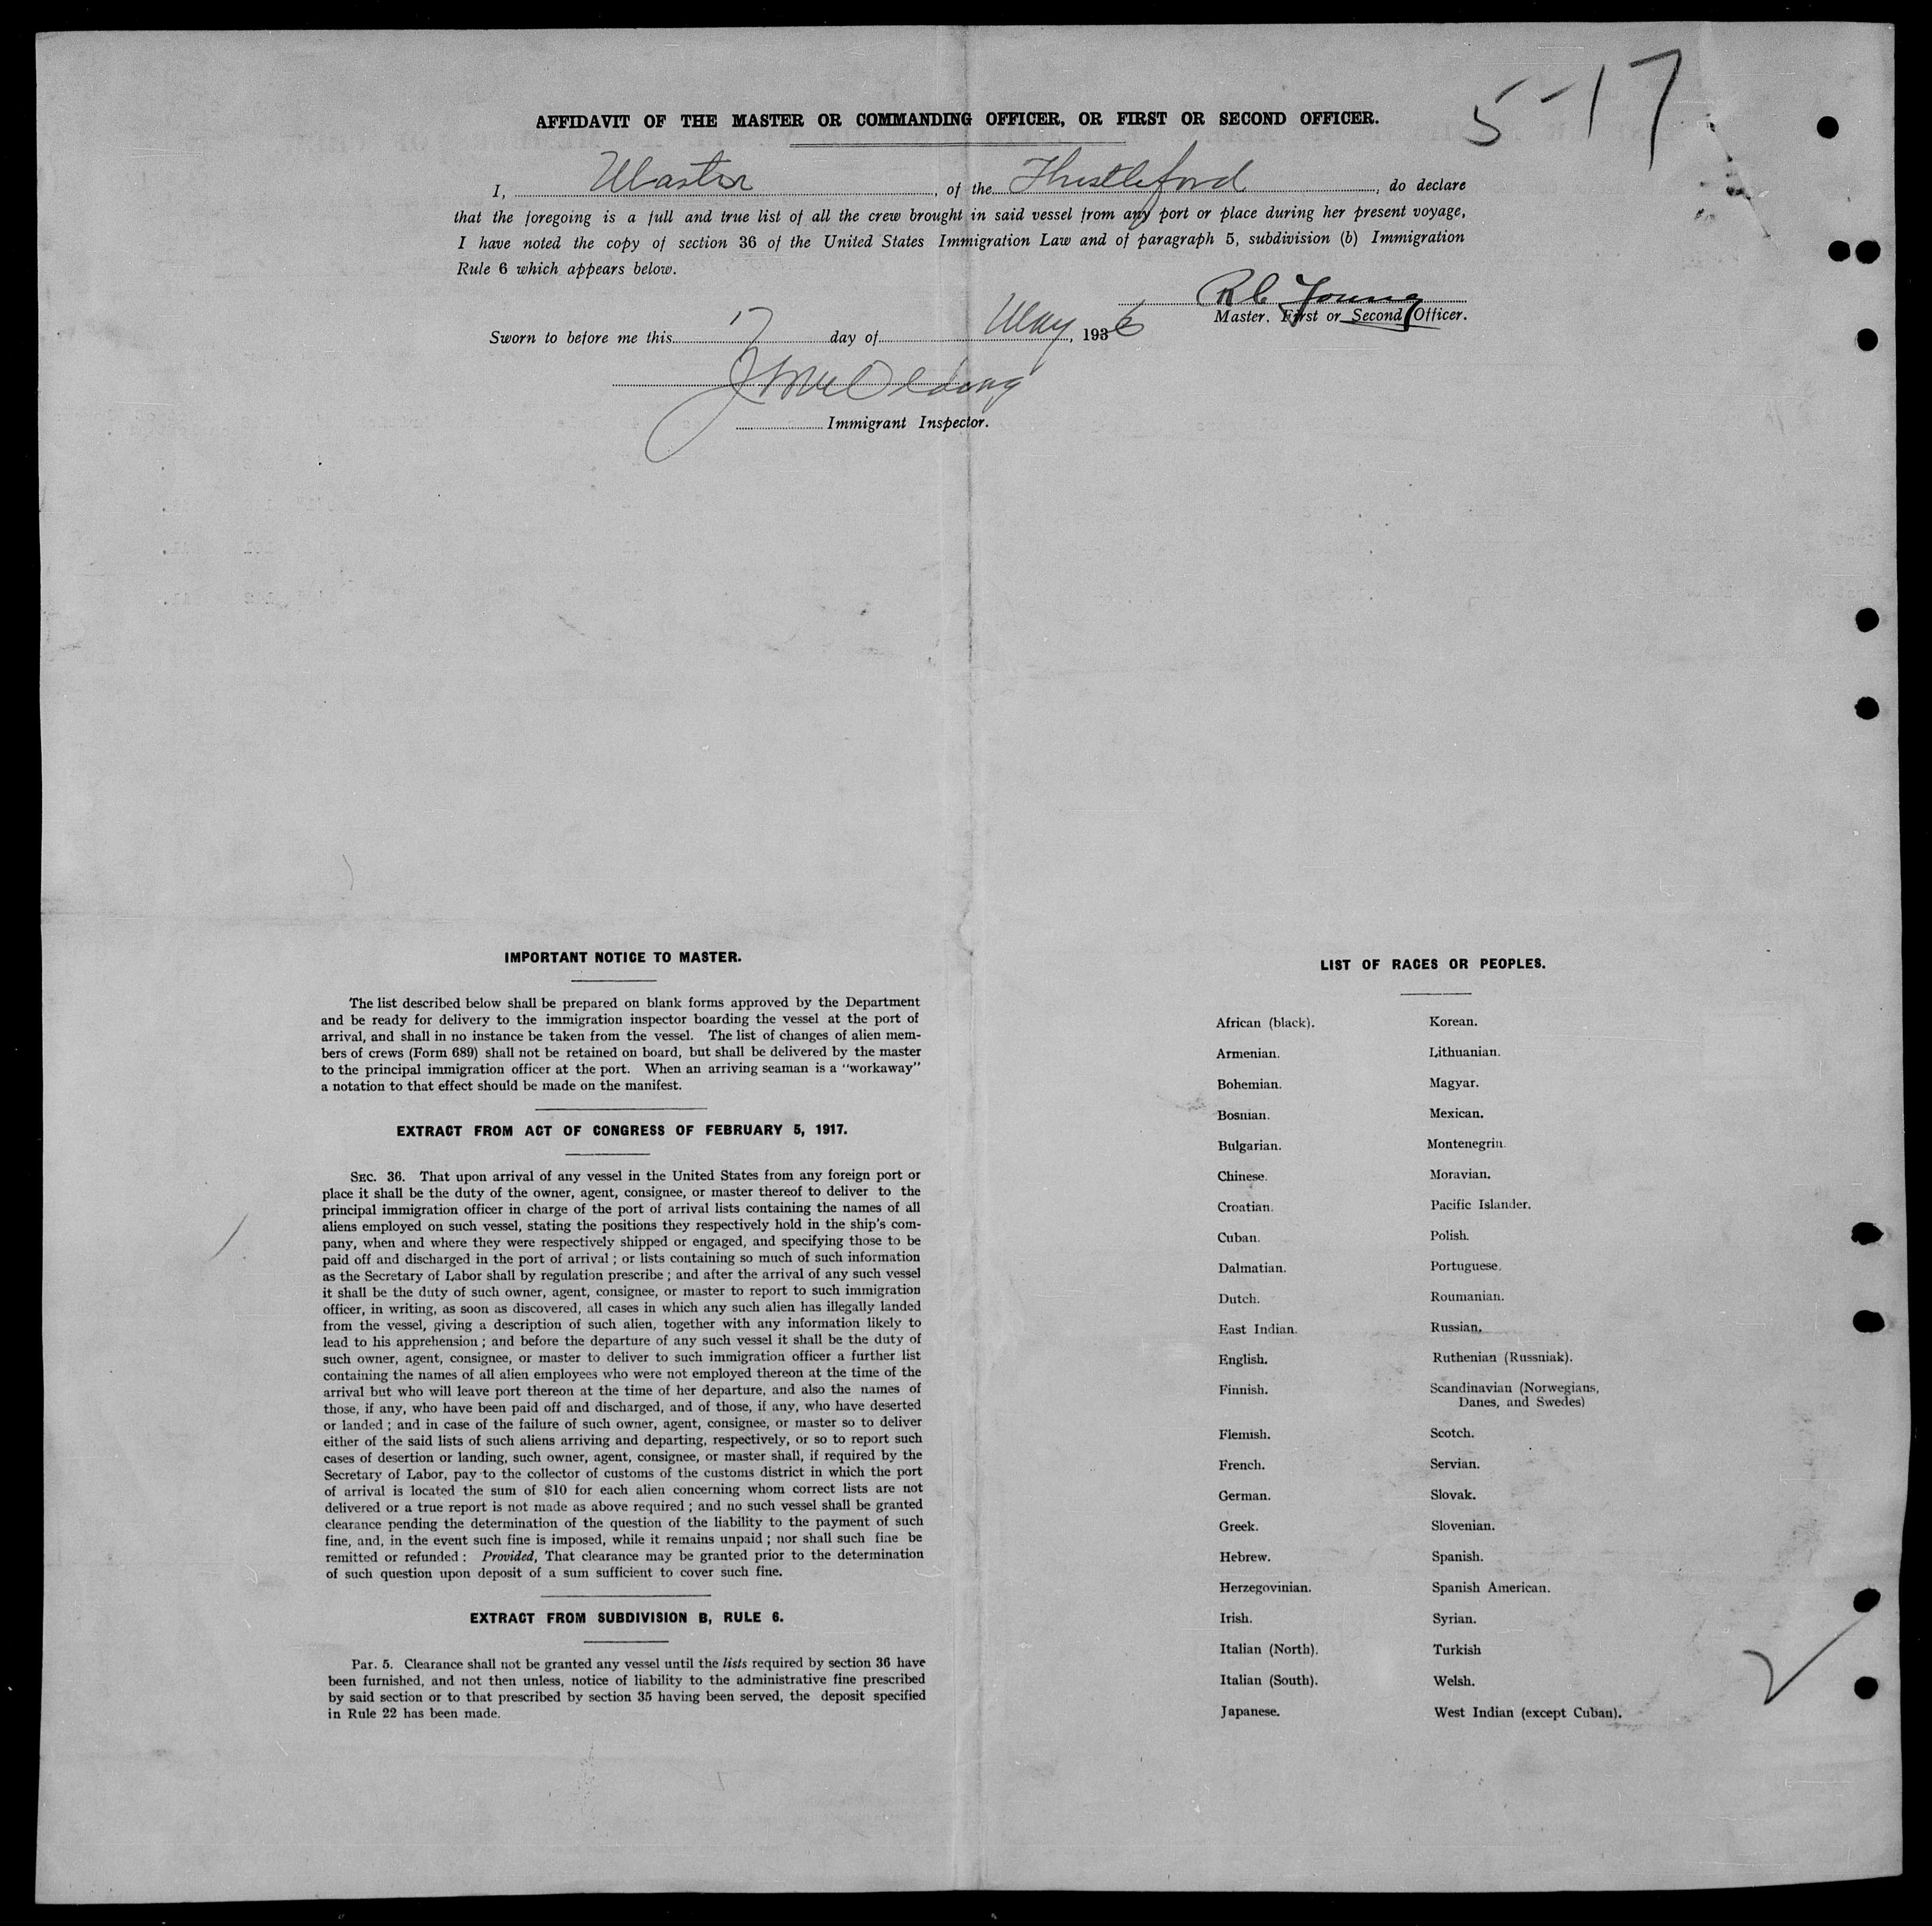 5-17
AFFIDAVIT OF THE MASTER OR COMMANDING OFFICER, OR FIRST OR SECOND OFFICER.
I, Master, of the Thistleford, do declare
that the foregoing is a full and true list of all the crew brought in said vessel from any port or place during her present voyage,
I have noted the copy of section 36 of the United States Immigration Law and of paragraph 5, subdivision (b) Immigration
Rule 6 which appears below.
R C Young
Master, First or Second Officer.
Sworn to before me this 17 day of May, 1936
Immigrant Inspector.
IMPORTANT NOTICE TO MASTER.
The list described below shall be prepared on blank forms approved by the Department
and be ready for delivery to the immigration inspector boarding the vessel at the port of
arrival, and shall in no instance be taken from the vessel. The list of changes of alien mem-
bers of crews (Form 689) shall not be retained on board, but shall be delivered by the master
to the principal immigration officer at the port. When an arriving seaman is a "workaway"
a notation to that effect should be made on the manifest.
EXTRACT FROM ACT OF CONGRESS OF FEBRUARY 5, 1917.
SEC. 36. That upon arrival of any vessel in the United States from any foreign port or
place it shall be the duty of the owner, agent, consignee, or master thereof to deliver to the
principal immigration officer in charge of the port of arrival lists containing the names of all
aliens employed on such vessel, stating the positions they respectively hold in the ship's com-
pany, when and where they were respectively shipped or engaged, and specifying those to be
paid off and discharged in the port of arrival; or lists containing so much of such information
as the Secretary of Labor shall by regulation prescribe; and after the arrival of any such vessel
it shall be the duty of such owner, agent, consignee, or master to report to such immigration
officer, in writing, as soon as discovered, all cases in which any such alien has illegally landed
from the vessel, giving a description of such alien, together with any information likely to
lead to his apprehension; and before the departure of any such vessel it shall be the duty of
such owner, agent, consignee, or master to deliver to such immigration officer a further list
containing the names of all alien employees who were not employed thereon at the time of the
arrival but who will leave port thereon at the time of her departure, and also the names of
those, if any, who have been paid off and discharged, and of those, if any, who have deserted
or landed; and in case of the failure of such owner, agent, consignee, or master so to deliver
either of the said lists of such aliens arriving and departing, respectively, or so to report such
cases of desertion or landing, such owner, agent, consignee, or master shall, if required by the
Secretary of Labor, pay to the collector of customs of the customs district in which the port
of arrival is located the sum of $10 for each alien concerning whom correct lists are not
delivered or a true report is not made as above required; and no such vessel shall be granted
clearance pending the determination of the question of the liability to the payment of such
fine, and, in the event such fine is imposed, while it remains unpaid; nor shall such fine be
remitted or refunded: Provided, That clearance may be granted prior to the determination
of such question upon deposit of a sum sufficient to cover such fine.
EXTRACT FROM SUBDIVISION B, RULE 6.
Par. 5. Clearance shall not be granted any vessel until the lists required by section 36 have
been furnished, and not then unless, notice of liability to the administrative fine prescribed
by said section or to that prescribed by section 35 having been served, the deposit specified
in Rule 22 has been made.
LIST OF RACES OR PEOPLES.
African (black).
Armenian.
Bohemian.
Bosnian.
Bulgarian.
Chinese.
Croatian.
Cuban.
Dalmatian.
Dutch.
East Indian.
English.
Finnish.
Flemish.
French.
German.
Greek.
Hebrew.
Herzegovinian.
Irish.
Italian (North).
Italian (South).
Japanese.
Korean.
Lithuanian.
Magyar.
Mexican.
Montenegrin.
Moravian.
Pacific Islander.
Polish.
Portuguese.
Roumanian.
Russian.
Ruthenian (Russniak).
Scandinavian (Norwegians,
Danes, and Swedes)
Scotch.
Servian.
Slovak.
Slovenian.
Spanish.
Spanish American.
Syrian.
Turkish
Welsh.
West Indian (except Cuban).